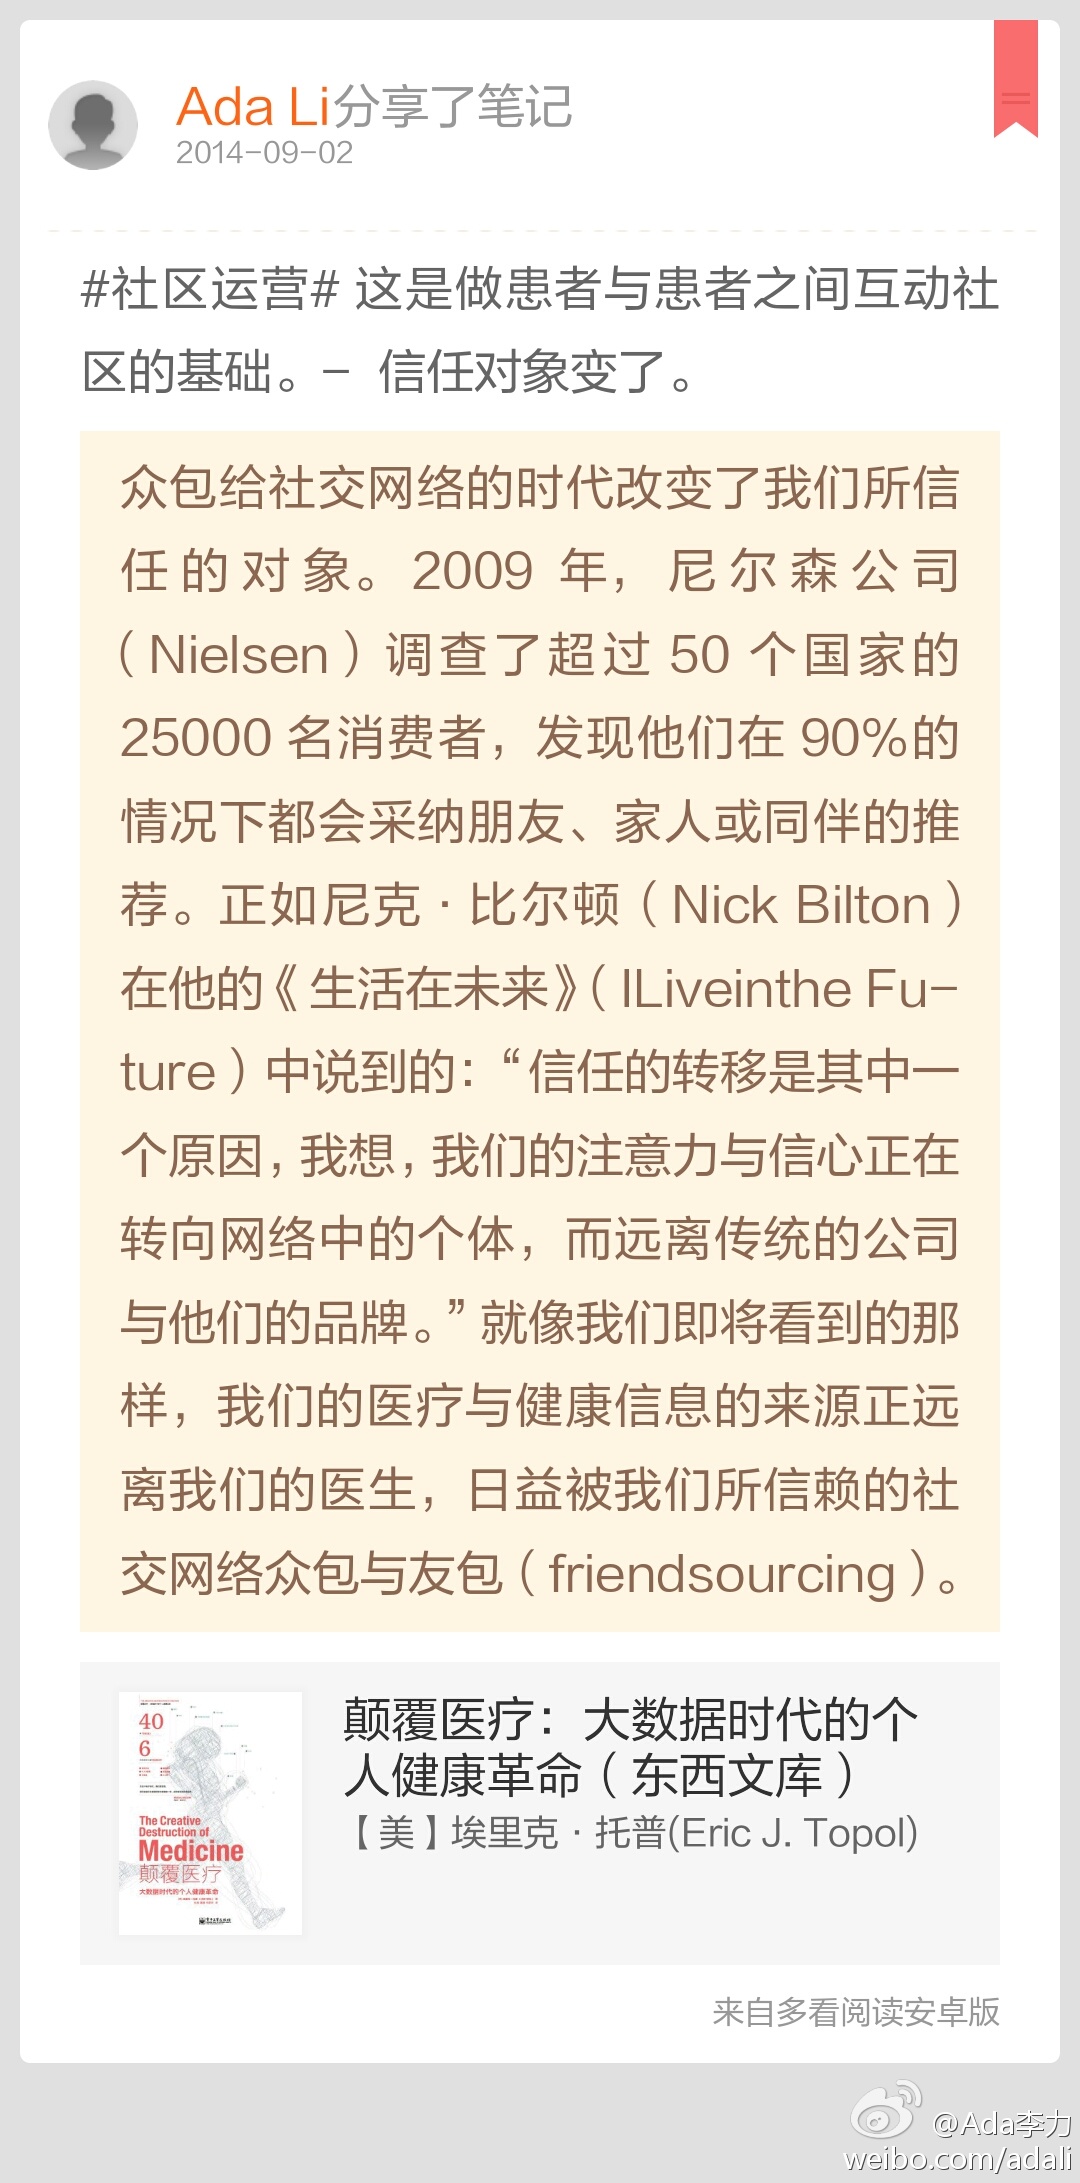 Ada Li分享了笔记
2014-09-02
#社区运营# 这是做患者与患者之间互动社
区的基础。- 信任对象变了。
众包给社交网络的时代改变了我们所信
任的对象。2009 年，尼尔森公司
（Nielsen）调查了超过 50 个国家的
25000 名消费者，发现他们在 90%的
情况下都会采纳朋友、家人或同伴的推
荐。正如尼克·比尔顿（Nick Bilton）
在他的《生活在未来》（ILiveinthe Fu-
ture）中说到的：“信任的转移是其中一
个原因，我想，我们的注意力与信心正在
转向网络中的个体，而远离传统的公司
与他们的品牌。”就像我们即将看到的那
样，我们的医疗与健康信息的来源正远
离我们的医生，日益被我们所信赖的社
交网络众包与友包（friendsourcing）。
40
6
The Creative
Destruction of
Medicine
颠覆医疗
大数据时代的个人健康革命
颠覆医疗：大数据时代的个
人健康革命（东西文库）
【美】埃里克·托普(Eric J. Topol)
来自多看阅读安卓版
@Ada李力
weibo.com/adali